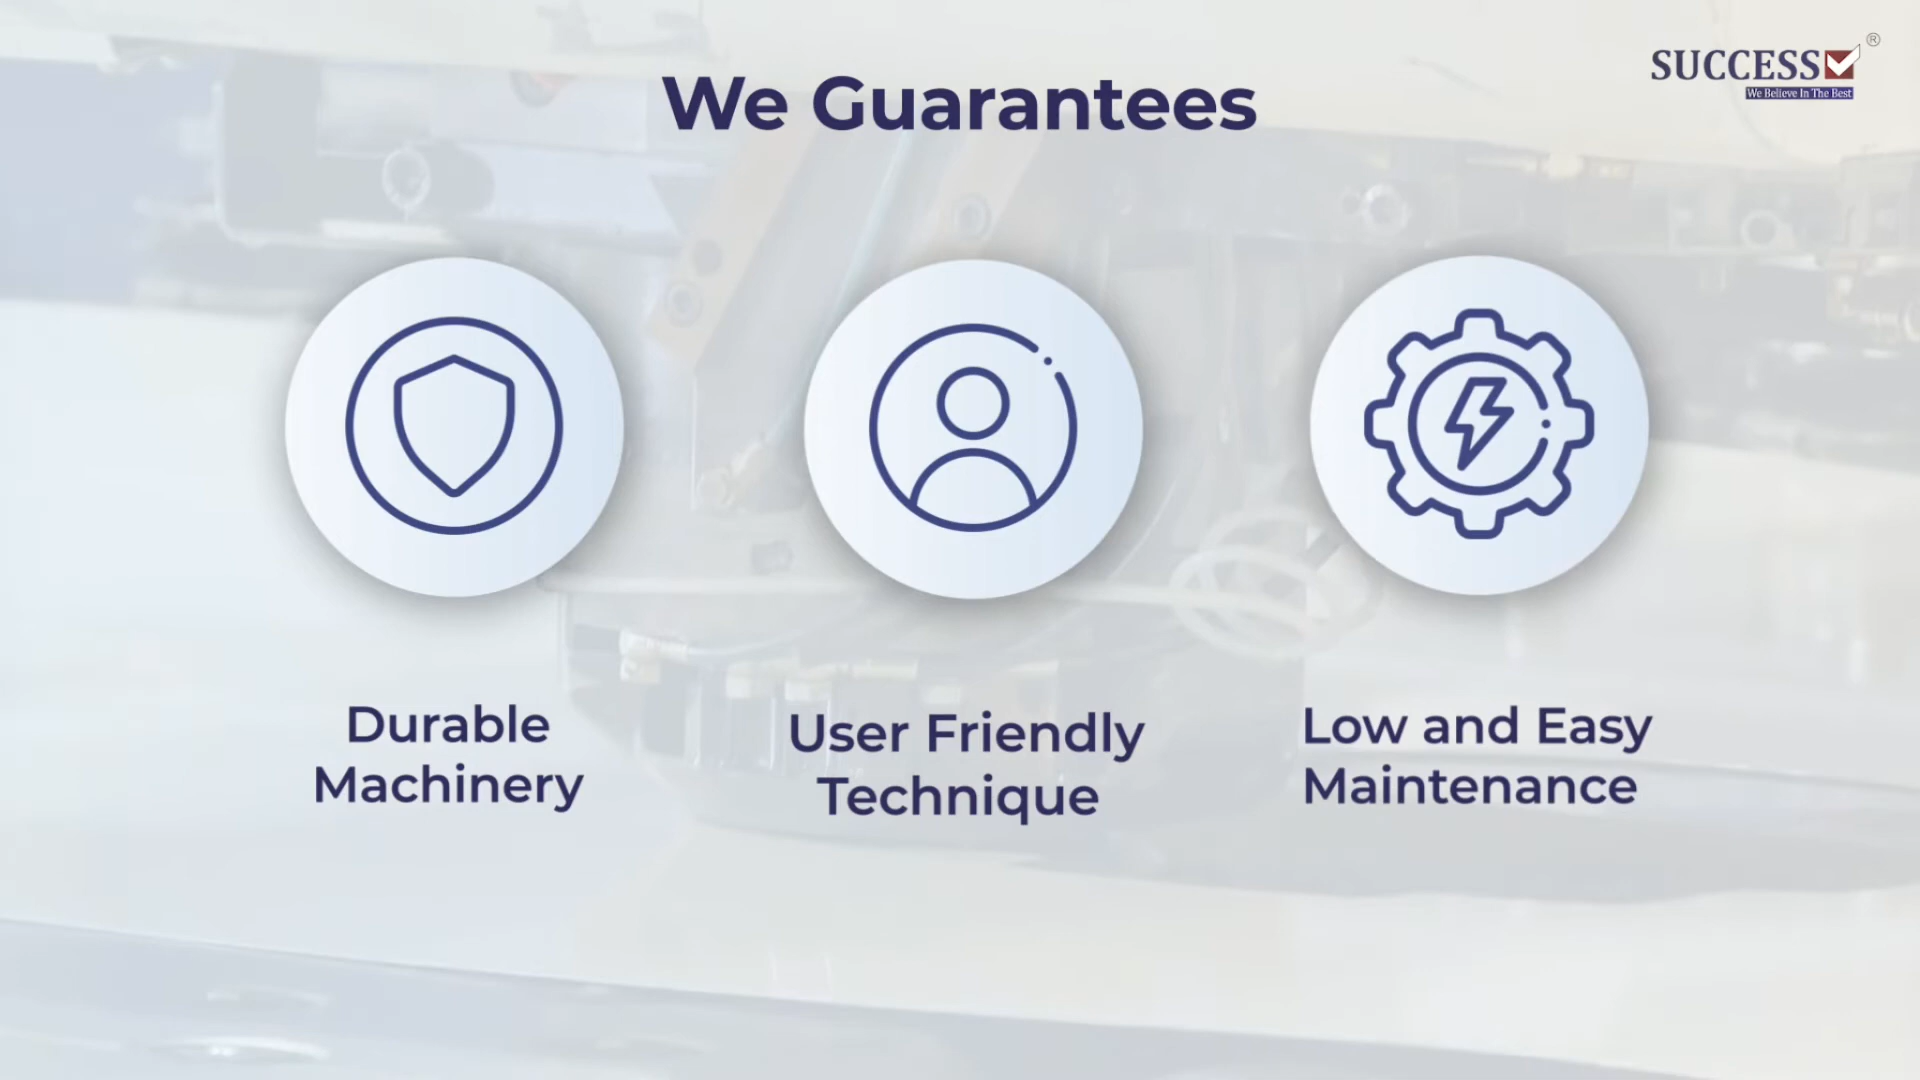 We Guarantees
SUCCESS
®
We Believe In The Best
Durable
Machinery
User Friendly
Technique
Low and Easy
Maintenance